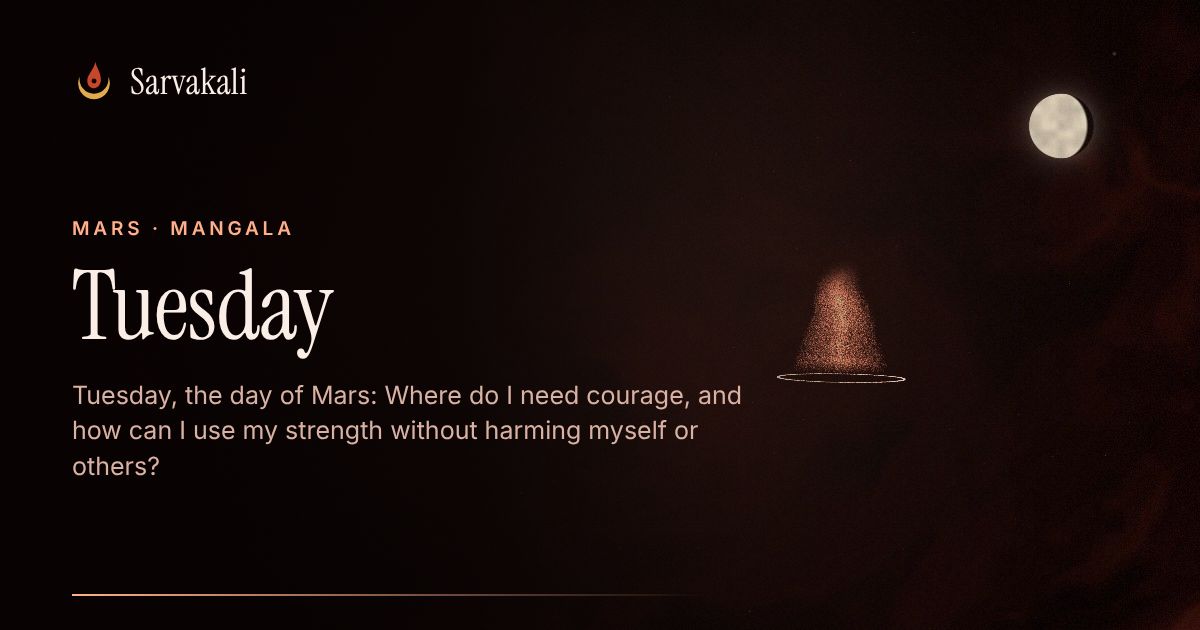 Sarvakali
MARS · MANGALA
Tuesday
Tuesday, the day of Mars: Where do I need courage, and
how can I use my strength without harming myself or
others?